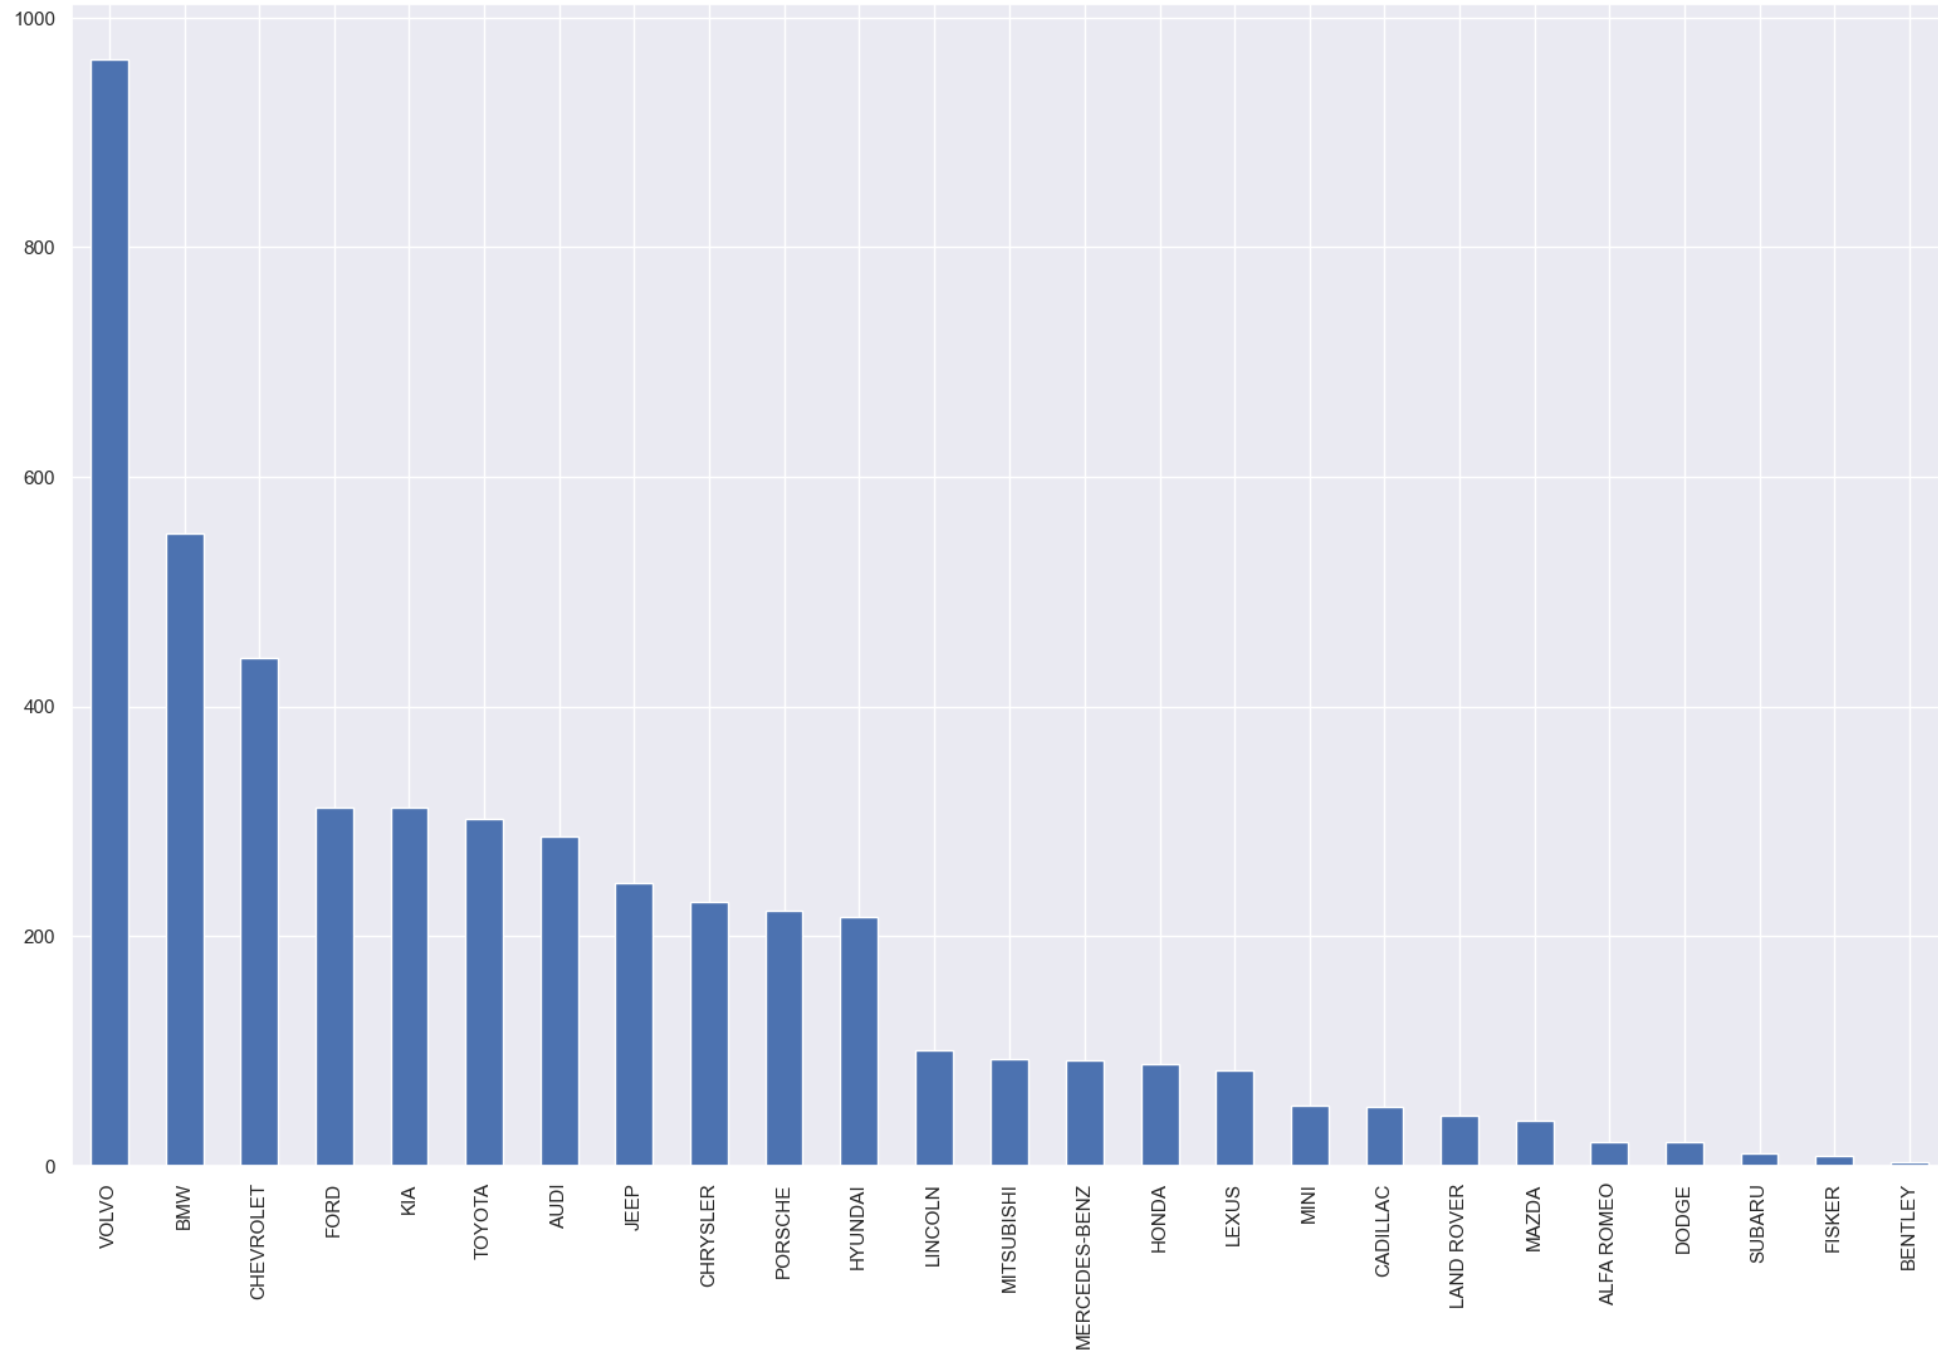 1000
800
600
400
200
0
VOLVO
BMW
CHEVROLET
FORD
KIA
TOYOTA
AUDI
JEEP
CHRYSLER
PORSCHE
HYUNDAI
LINCOLN
MITSUBISHI
MERCEDES-BENZ
HONDA
LEXUS
MINI
CADILLAC
LAND ROVER
MAZDA
ALFA ROMEO
DODGE
SUBARU
FISKER
BENTLEY